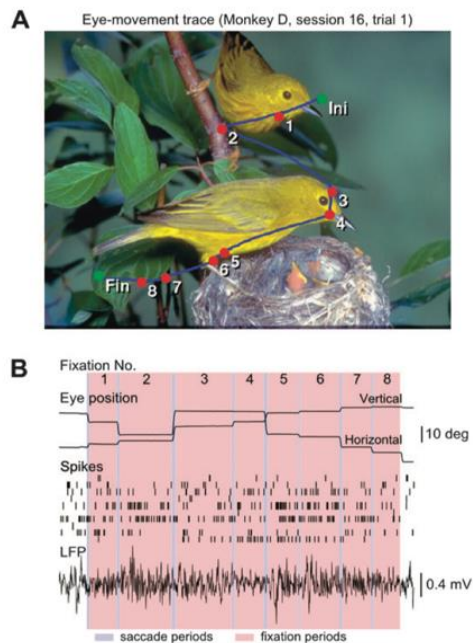 A
Eye-movement trace (Monkey D, session 16, trial 1)
Ini
1
2
3
4
5
6
Fin
8
7
B
Fixation No.
1 2 3 4 5 6 7 8
Eye position
Vertical
10 deg
Horizontal
Spikes
LFP
0.4 mV
saccade periods
fixation periods